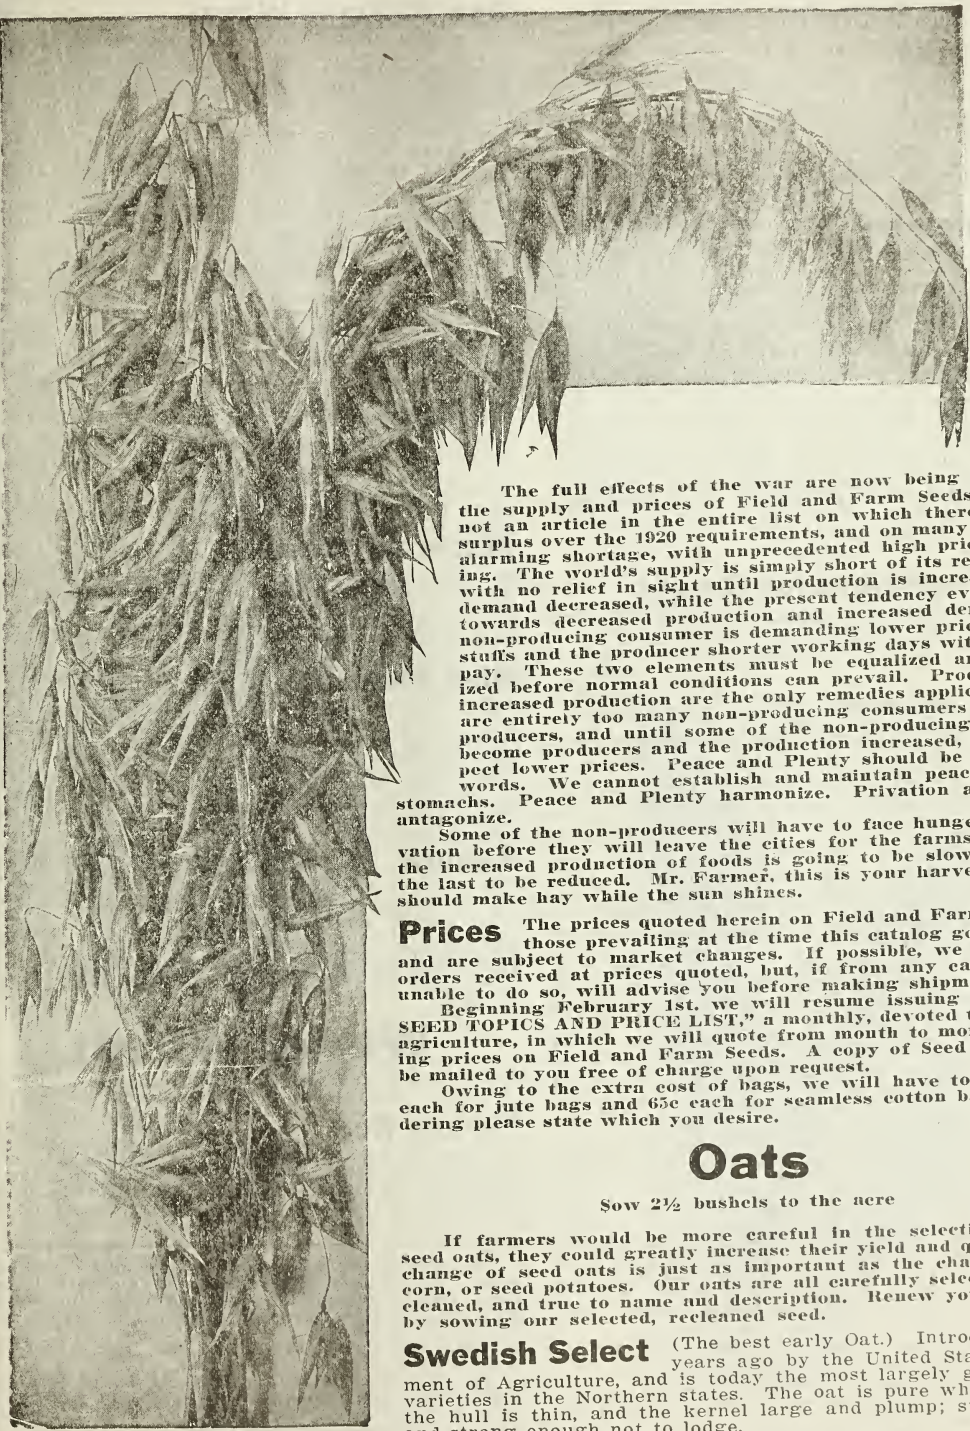 The full effects of the war are now being
the supply and prices of Field and Farm Seeds
not an article in the entire list on which ther
surplus over the 1920 requirements, and on many
alarming shortage, with unprecedented high pri
ing. The world's supply is simply short of its re
with no relief in sight until production is incre
demand decreased, while the present tendency ev
towards decreased production and increased de
non-producing consumer is demanding lower pri
stuffs and the producer shorter working days wit
pay. These two elements must be equalized a
ized before normal conditions can prevail. Pro
increased production are the only remedies applic
are entirely too many non-producing consumers
producers, and until some of the non-producing
become producers and the production increased,
pect lower prices. Peace and Plenty should be
words. We cannot establish and maintain peac
stomachs. Peace and Plenty harmonize. Privation a
antagonize.
Some of the non-producers will have to face hunge
vation before they will leave the cities for the farms
the increased production of foods is going to be slow
the last to be reduced. Mr. Farmer, this is your harve
should make hay while the sun shines.
Prices The prices quoted herein on Field and Far
those prevailing at the time this catalog go
and are subject to market changes. If possible, we
orders received at prices quoted, but, if from any ca
unable to do so, will advise you before making shipm
Beginning February 1st. we will resume issuing
SEED TOPICS AND PRICE LIST," a monthly, devoted t
agriculture, in which we will quote from month to mo
ing prices on Field and Farm Seeds. A copy of Seed
be mailed to you free of charge upon request.
Owing to the extra cost of bags, we will have to
each for jute bags and 65c each for seamless cotton b
dering please state which you desire.
Oats
Sow 2½ bushels to the acre
If farmers would be more careful in the selecti
seed oats, they could greatly increase their yield and q
change of seed oats is just as important as the cha
corn, or seed potatoes. Our oats are all carefully sele
cleaned, and true to name and description. Renew yo
by sowing our selected, recleaned seed.
Swedish Select (The best early Oat.) Intro
years ago by the United Sta
ment of Agriculture, and is today the most largely g
varieties in the Northern states. The oat is pure wh
the hull is thin, and the kernel large and plump; s
and strong enough not to lodge.